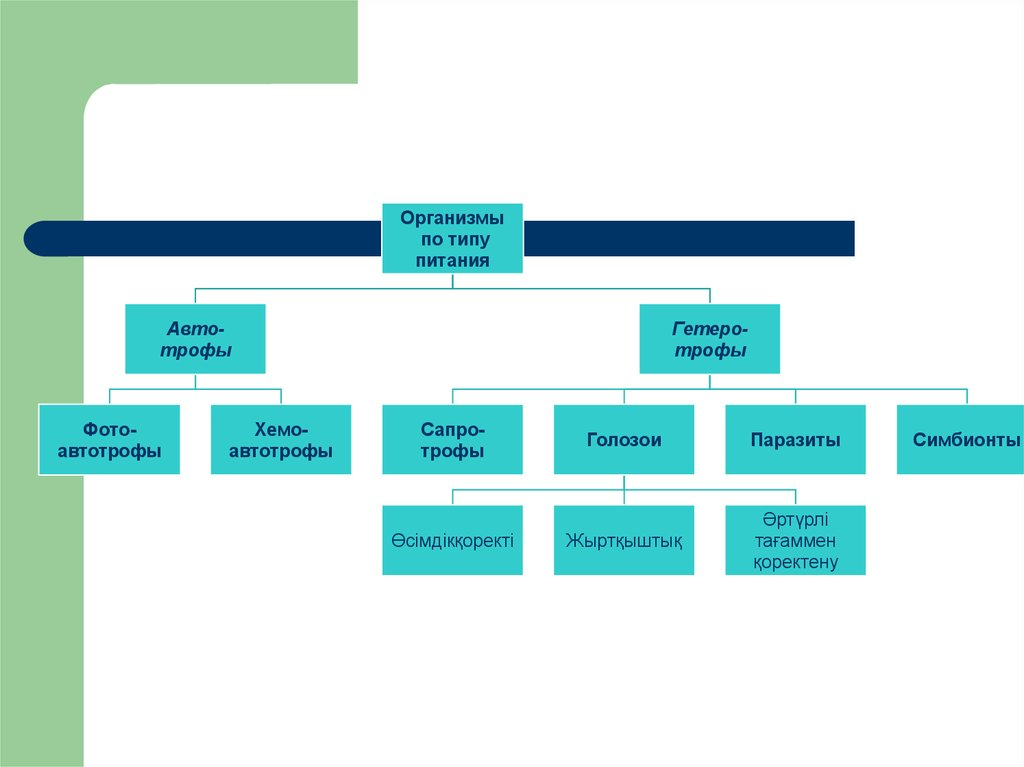 Организмы
по типу
питания
Авто-
трофы
Гетеро-
трофы
Фото-
автотрофы
Хемо-
автотрофы
Сапро-
трофы
Голозои
Паразиты
Симбионты
Өсімдікқоректі
Жыртқыштық
Әртүрлі
тағаммен
қоректену